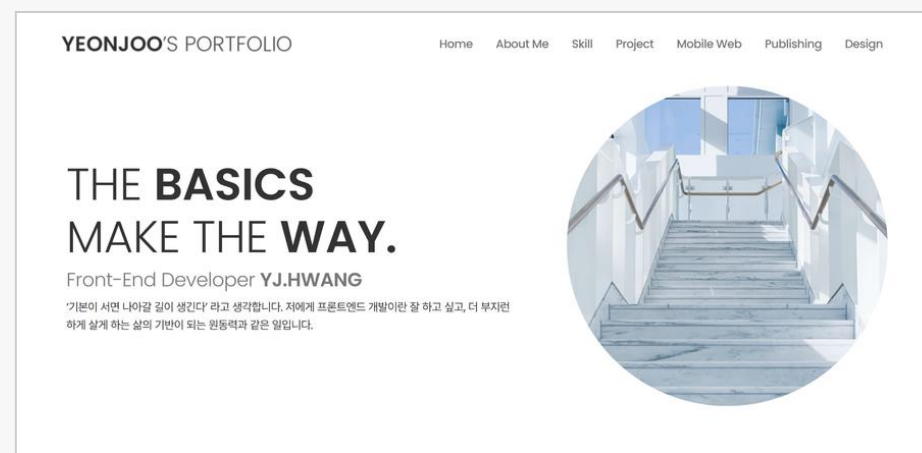 YEONJOO'S PORTFOLIO
Home About Me Skill Project Mobile Web Publishing Design
THE BASICS
MAKE THE WAY.
Front-End Developer YJ.HWANG
'기본이 서면 나아갈 길이 생긴다' 라고 생각합니다. 저에게 프론트엔드 개발이란 잘 하고 싶고, 더 부지런
하게 살게 하는 삶의 기반이 되는 원동력과 같은 일입니다.